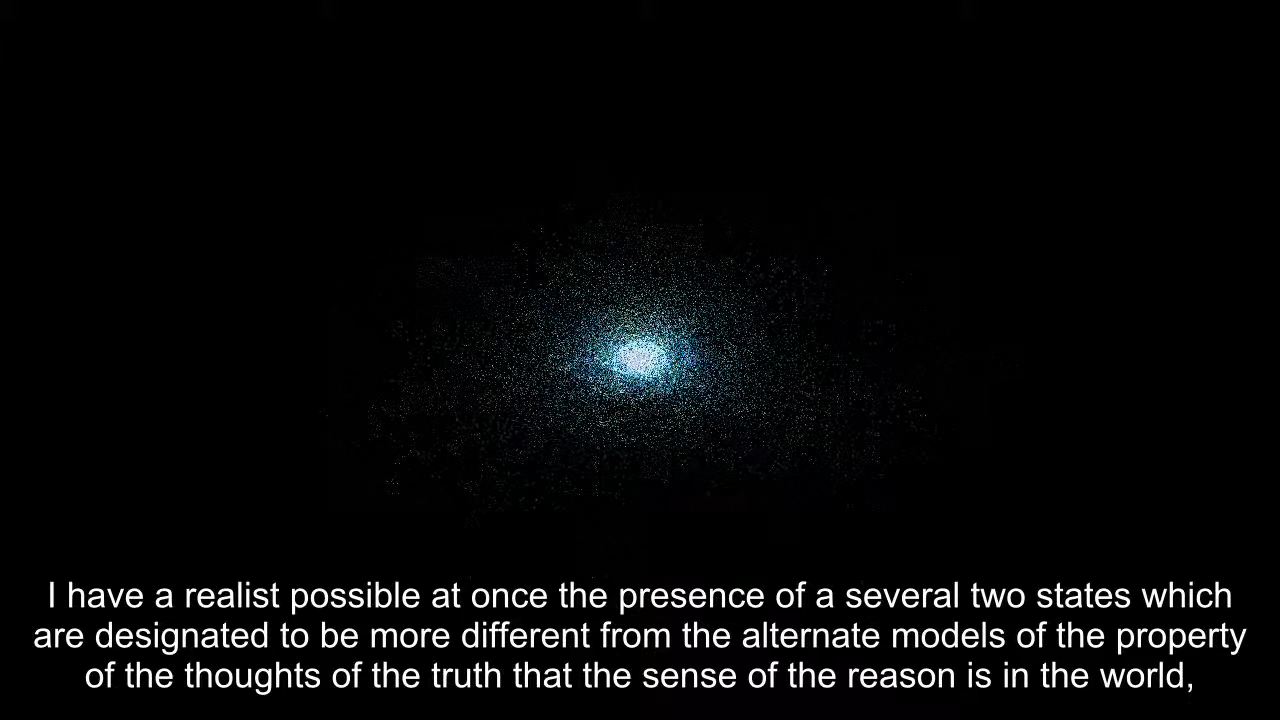 I have a realist possible at once the presence of a several two states which
are designated to be more different from the alternate models of the property
of the thoughts of the truth that the sense of the reason is in the world,